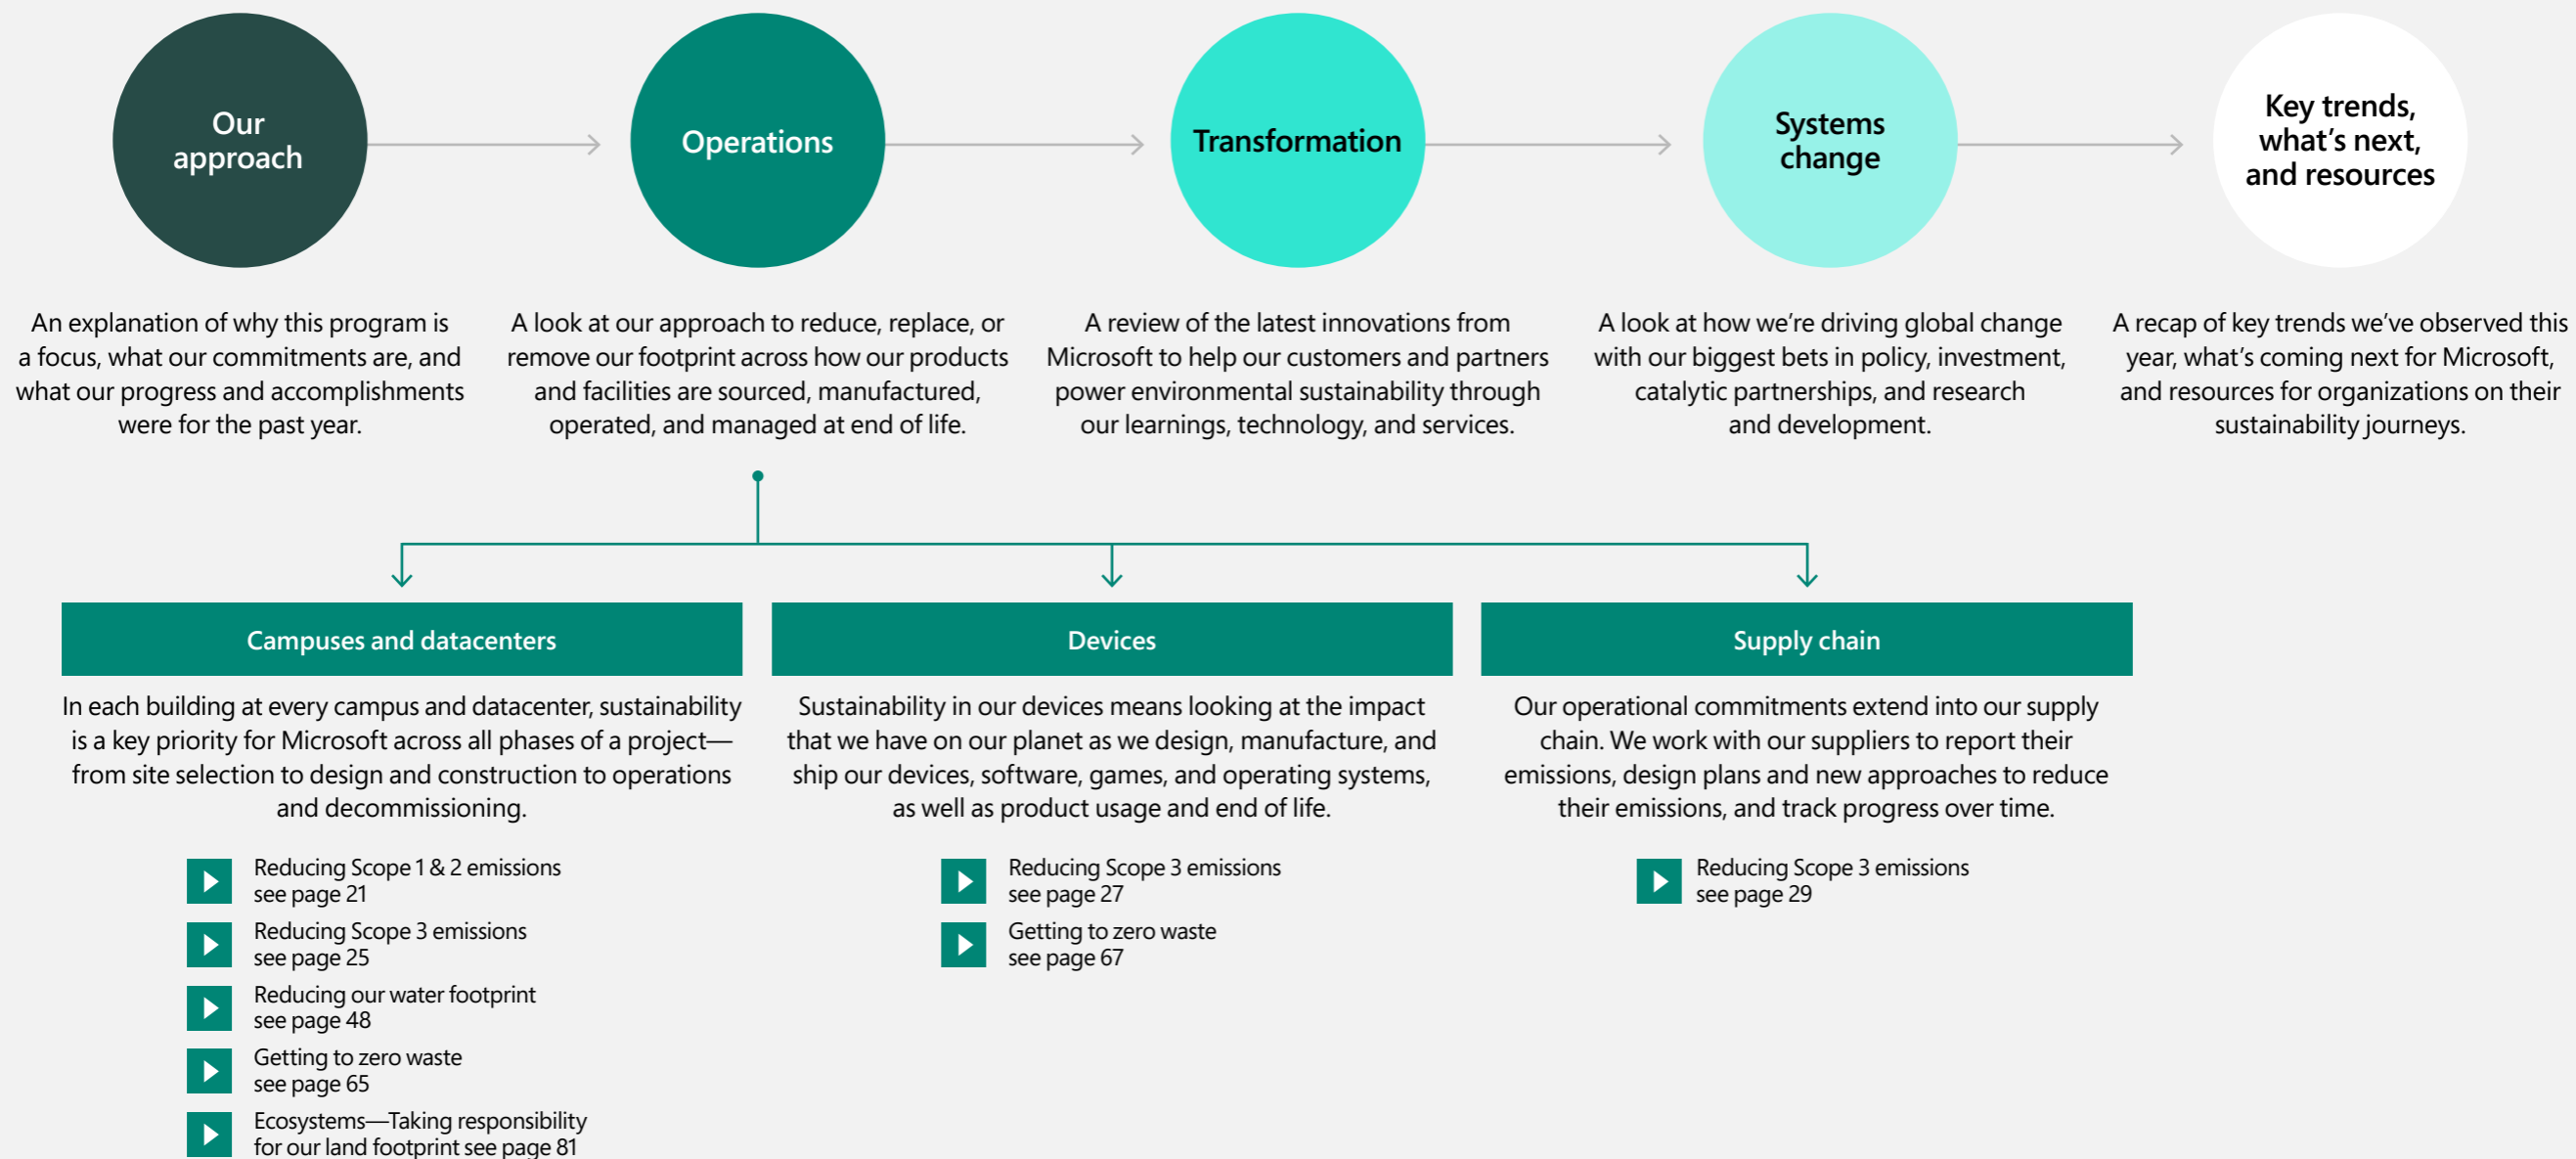 Our
approach
Operations
Transformation
Systems
change
Key trends,
what's next,
and resources
An explanation of why this program is
a focus, what our commitments are, and
what our progress and accomplishments
were for the past year.
A look at our approach to reduce, replace, or
remove our footprint across how our products
and facilities are sourced, manufactured,
operated, and managed at end of life.
A review of the latest innovations from
Microsoft to help our customers and partners
power environmental sustainability through
our learnings, technology, and services.
A look at how we're driving global change
with our biggest bets in policy, investment,
catalytic partnerships, and research
and development.
A recap of key trends we've observed this
year, what's coming next for Microsoft,
and resources for organizations on their
sustainability journeys.
Campuses and datacenters
In each building at every campus and datacenter, sustainability
is a key priority for Microsoft across all phases of a project—
from site selection to design and construction to operations
and decommissioning.
Reducing Scope 1 & 2 emissions
see page 21
Reducing Scope 3 emissions
see page 25
Reducing our water footprint
see page 48
Getting to zero waste
see page 65
Ecosystems—Taking responsibility
for our land footprint see page 81
Devices
Sustainability in our devices means looking at the impact
that we have on our planet as we design, manufacture, and
ship our devices, software, games, and operating systems,
as well as product usage and end of life.
Reducing Scope 3 emissions
see page 27
Getting to zero waste
see page 67
Supply chain
Our operational commitments extend into our supply
chain. We work with our suppliers to report their
emissions, design plans and new approaches to reduce
their emissions, and track progress over time.
Reducing Scope 3 emissions
see page 29